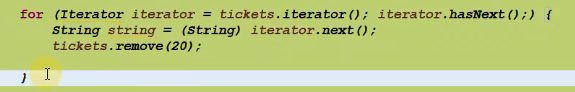 for (Iterator iterator = tickets.iterator(); iterator.hasNext();) {
String string = (String) iterator.next();
tickets.remove(20);
}